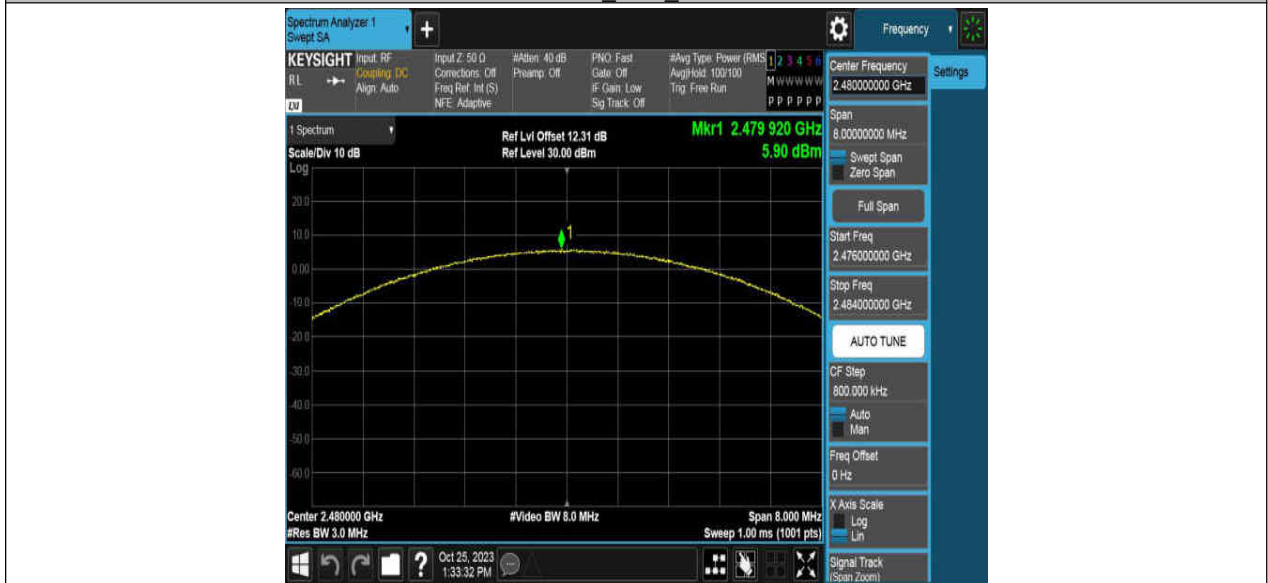 Spectrum Analyzer 1
Swept SA
+
Frequency
KEYSIGHT
RL
Input: RF
Coupling: DC
Align: Auto
Input Z: 50 Ω
Corrections: Off
Freq Ref: Int (S)
NFE: Adaptive
#Atten: 40 dB
Preamp: Off
PNO: Fast
Gate: Off
IF Gain: Low
Sig Track: Off
#Avg Type: Power (RMS
Avg|Hold: 100/100
Trig: Free Run
1 2 3 4 5 6
M W W W W W
P P P P P P
Center Frequency
2.480000000 GHz
Settings
Span
8.00000000 MHz
Swept Span
Zero Span
Full Span
Start Freq
2.476000000 GHz
Stop Freq
2.484000000 GHz
AUTO TUNE
CF Step
800.000 kHz
Auto
Man
Freq Offset
0 Hz
X Axis Scale
Log
Lin
Signal Track
(Span Zoom)
1 Spectrum
Scale/Div 10 dB
Log
Ref Lvl Offset 12.31 dB
Ref Level 30.00 dBm
Mkr1 2.479 920 GHz
5.90 dBm
20.0
10.0
0.00
-10.0
-20.0
-30.0
-40.0
-50.0
-60.0
1
Center 2.480000 GHz
#Res BW 3.0 MHz
#Video BW 8.0 MHz
Span 8.000 MHz
Sweep 1.00 ms (1001 pts)
?
Oct 25, 2023
1:33:32 PM